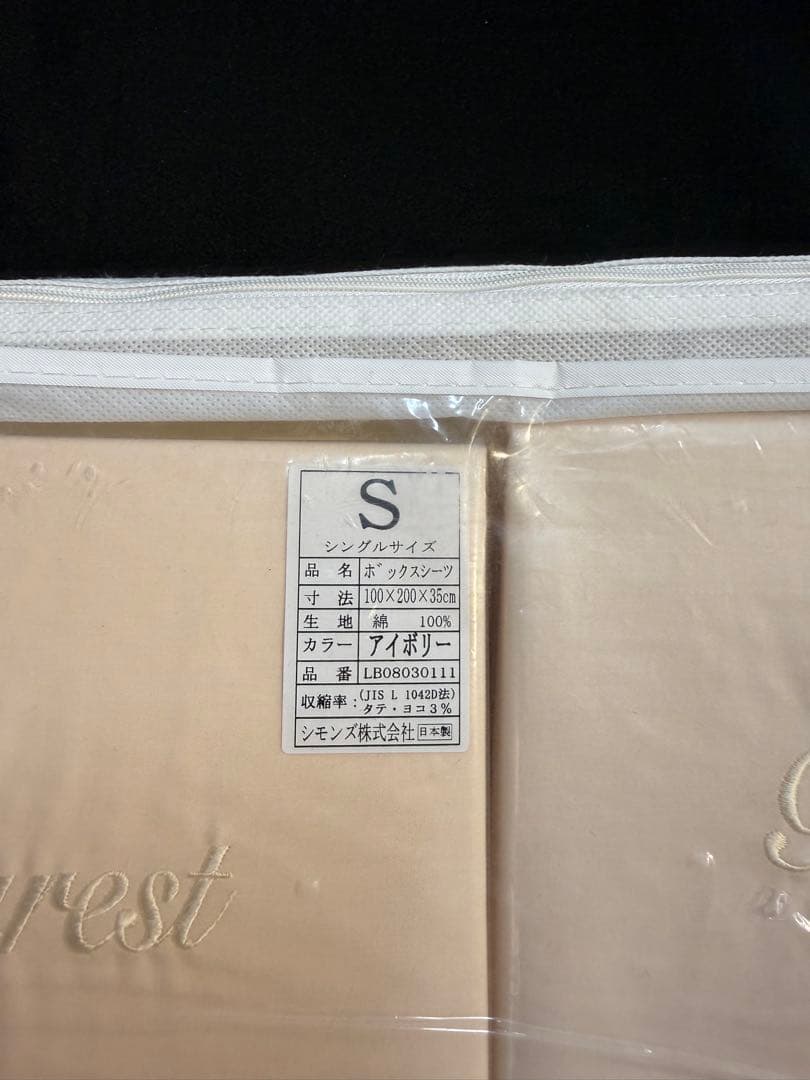 S
シングルサイズ
品名 ボックスシーツ
寸法 100×200×35cm
生地 綿 100%
カラー アイボリー
品番 LB08030111
収縮率：(JIS L 1042D法)
タテ・ヨコ3％
シモンズ株式会社 日本製
rest